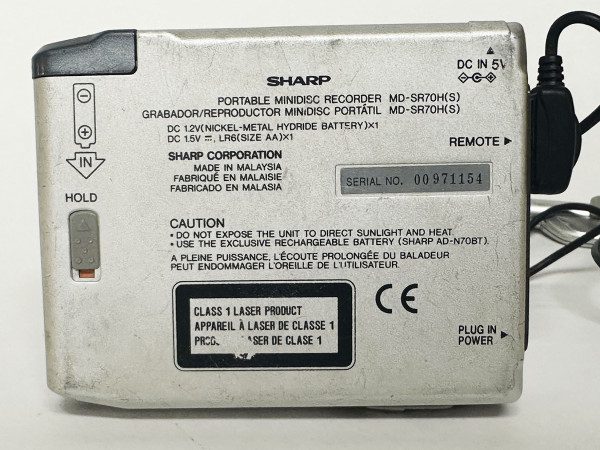 SHARP
PORTABLE MINIDISC RECORDER MD-SR70H(S)
GRABADOR/REPRODUCTOR MINIDISC PORTÁTIL MD-SR70H(S)
DC 1.2V(NICKEL-METAL HYDRIDE BATTERY)×1
DC 1.5V ⎓, LR6(SIZE AA)×1
SHARP CORPORATION
MADE IN MALAYSIA
FABRIQUÉ EN MALAISIE
FABRICADO EN MALASIA
SERIAL NO. 00971154
DC IN 5V
REMOTE ▶
IN
HOLD
CAUTION
• DO NOT EXPOSE THE UNIT TO DIRECT SUNLIGHT AND HEAT.
• USE THE EXCLUSIVE RECHARGEABLE BATTERY (SHARP AD-N70BT).
A PLEINE PUISSANCE, L'ÉCOUTE PROLONGÉE DU BALADEUR
PEUT ENDOMMAGER L'OREILLE DE L'UTILISATEUR.
CLASS 1 LASER PRODUCT
APPAREIL À LASER DE CLASSE 1
PROD ASER DE CLASE 1
CE
PLUG IN
POWER ▶